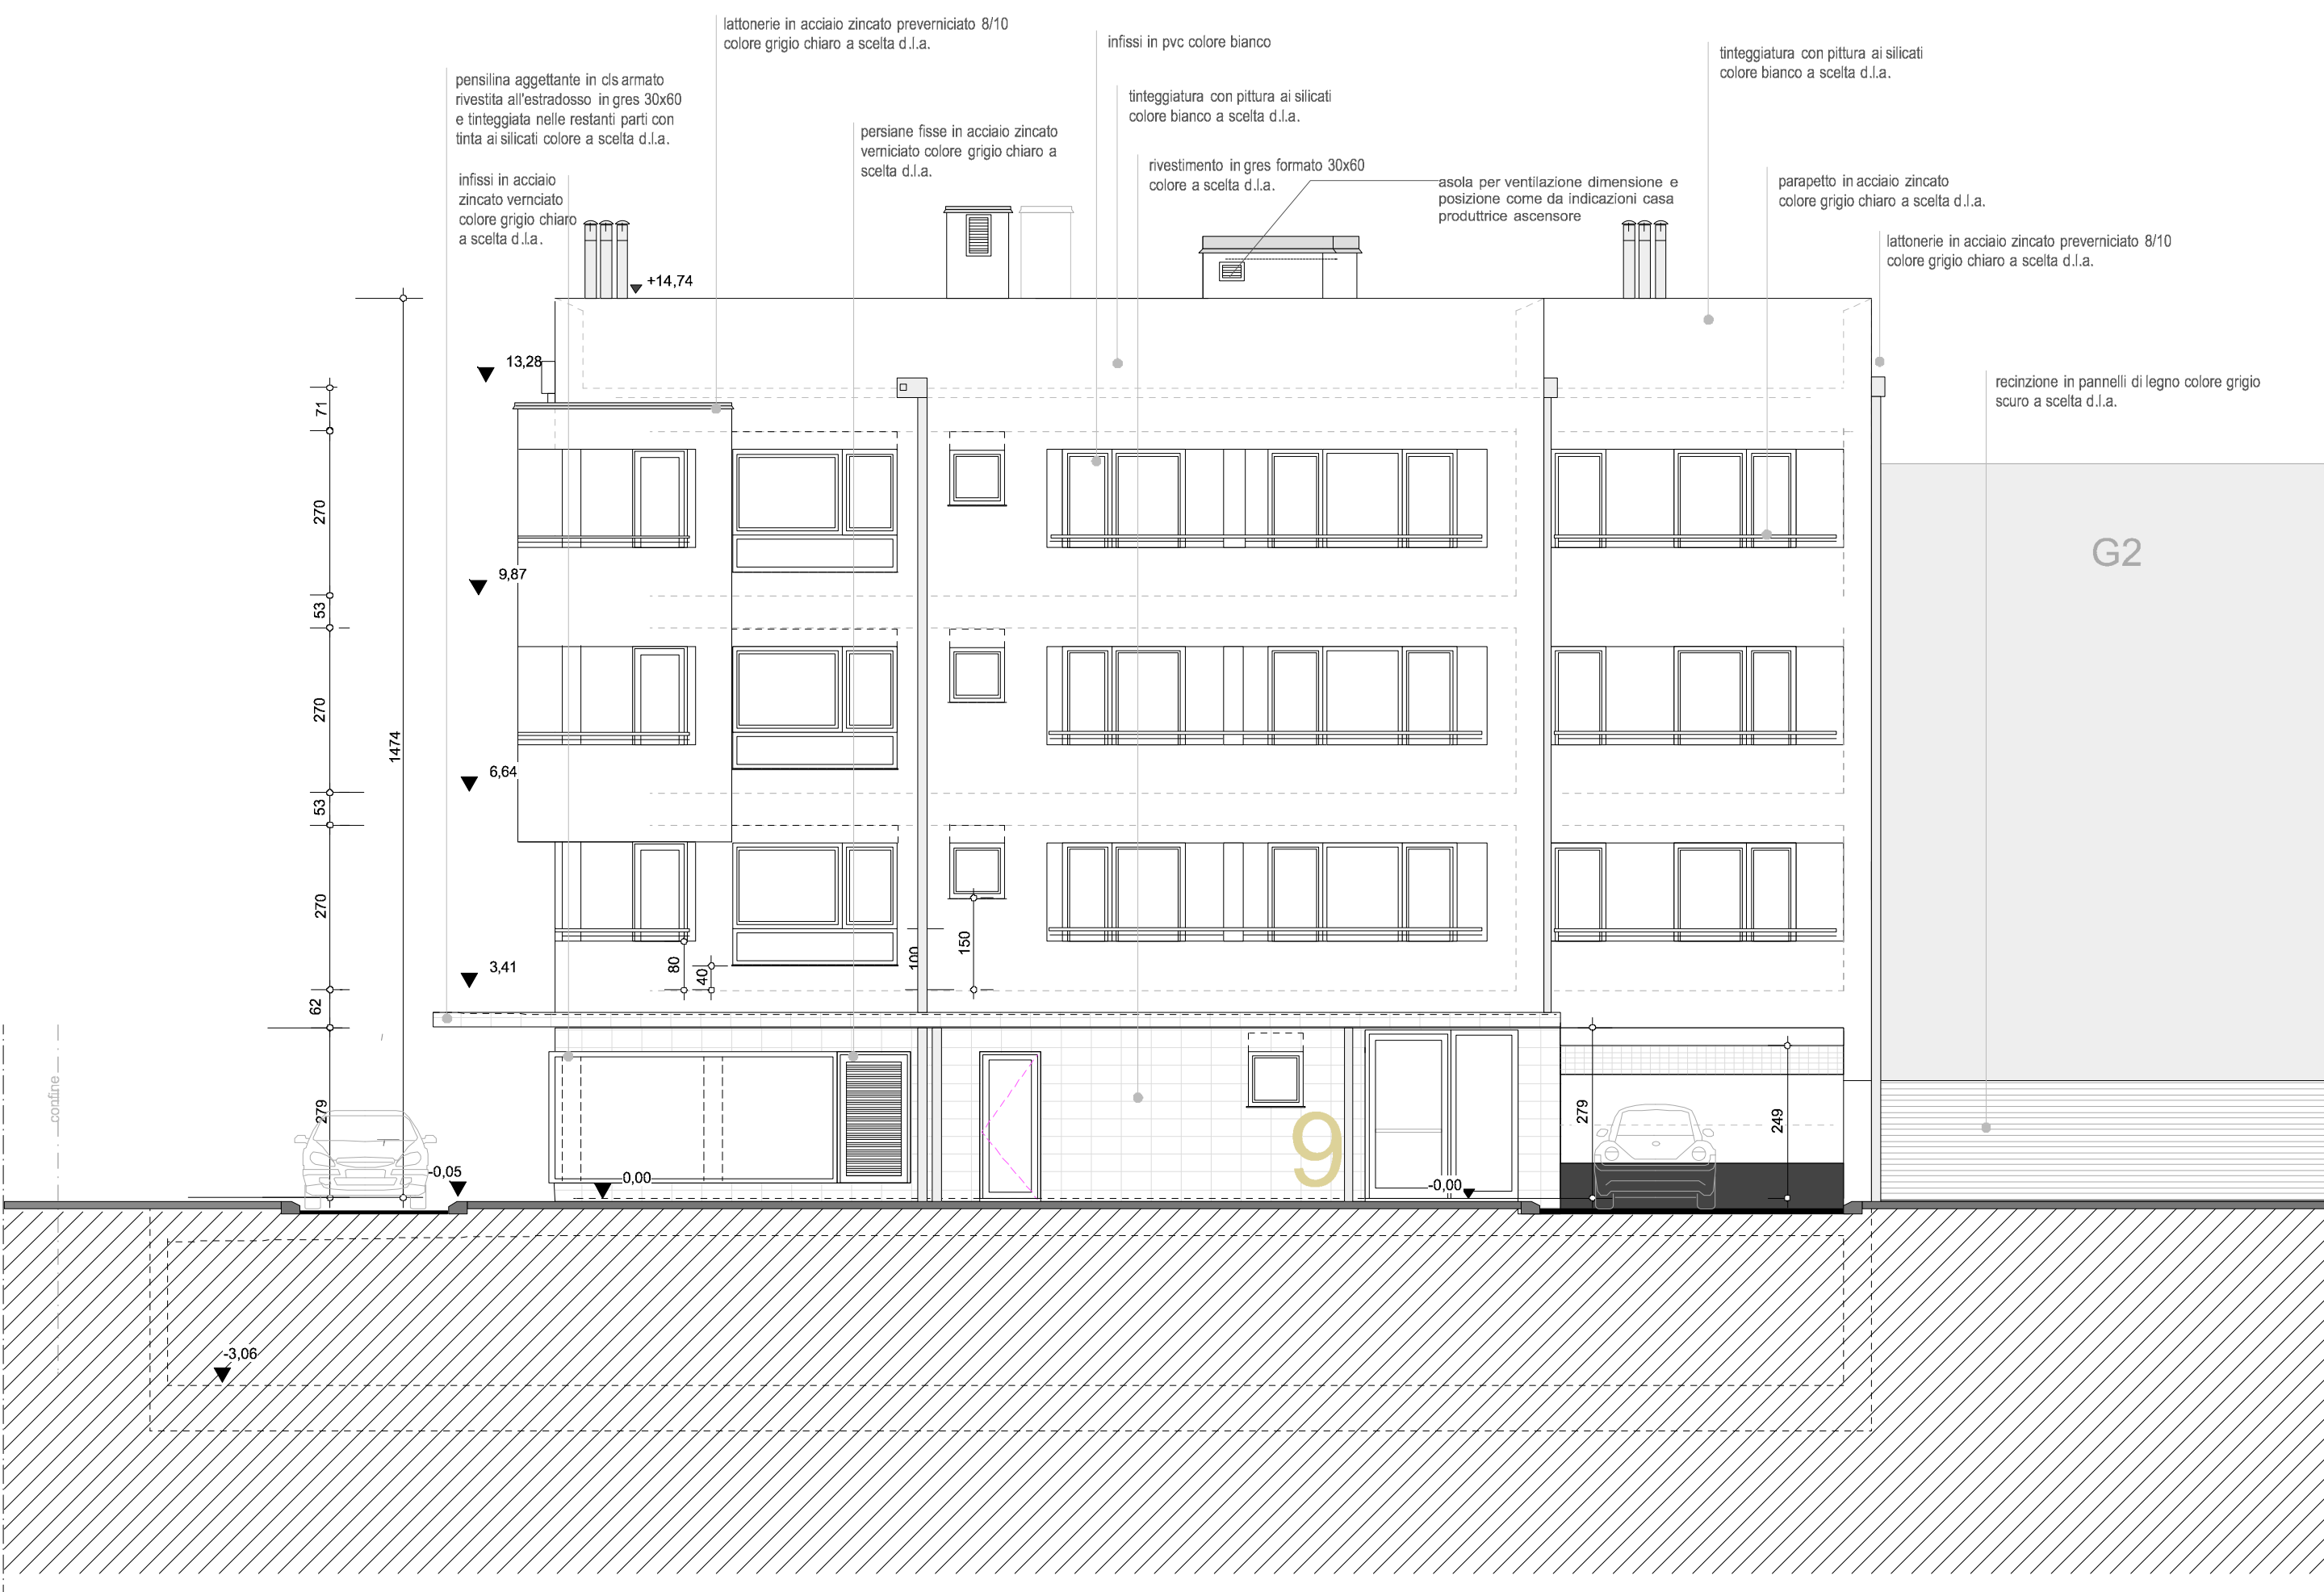 lattonerie in acciaio zincato preverniciato 8/10
colore grigio chiaro a scelta d.l.a.
infissi in pvc colore bianco
tinteggiatura con pittura ai silicati
colore bianco a scelta d.l.a.
pensilina aggettante in cls armato
rivestita all'estradosso in gres 30x60
e tinteggiata nelle restanti parti con
tinta ai silicati colore a scelta d.l.a.
tinteggiatura con pittura ai silicati
colore bianco a scelta d.l.a.
persiane fisse in acciaio zincato
verniciato colore grigio chiaro a
scelta d.l.a.
rivestimento in gres formato 30x60
colore a scelta d.l.a.
infissi in acciaio
zincato vernciato
colore grigio chiaro
a scelta d.l.a.
asola per ventilazione dimensione e
posizione come da indicazioni casa
produttrice ascensore
parapetto in acciaio zincato
colore grigio chiaro a scelta d.l.a.
lattonerie in acciaio zincato preverniciato 8/10
colore grigio chiaro a scelta d.l.a.
+14,74
13,28
recinzione in pannelli di legno colore grigio
scuro a scelta d.l.a.
71
270
G2
9,87
53
270
1474
6,64
53
270
3,41
80
40
100
150
62
confine
279
9
279
249
-0,05
0,00
-0,00
-3,06